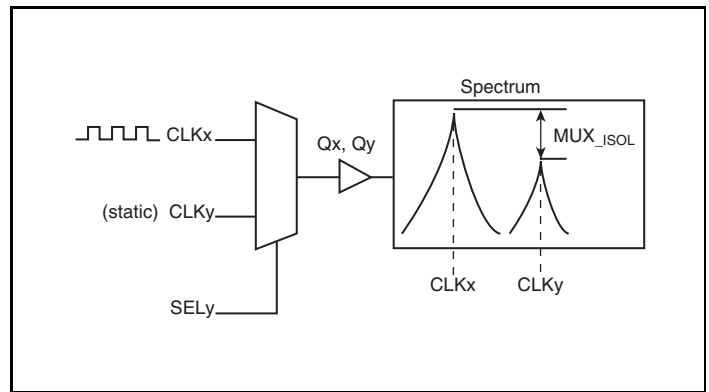 Spectrum
CLKx
Qx, Qy
MUX_ISOL
(static) CLKy
CLKx CLKy
SELy